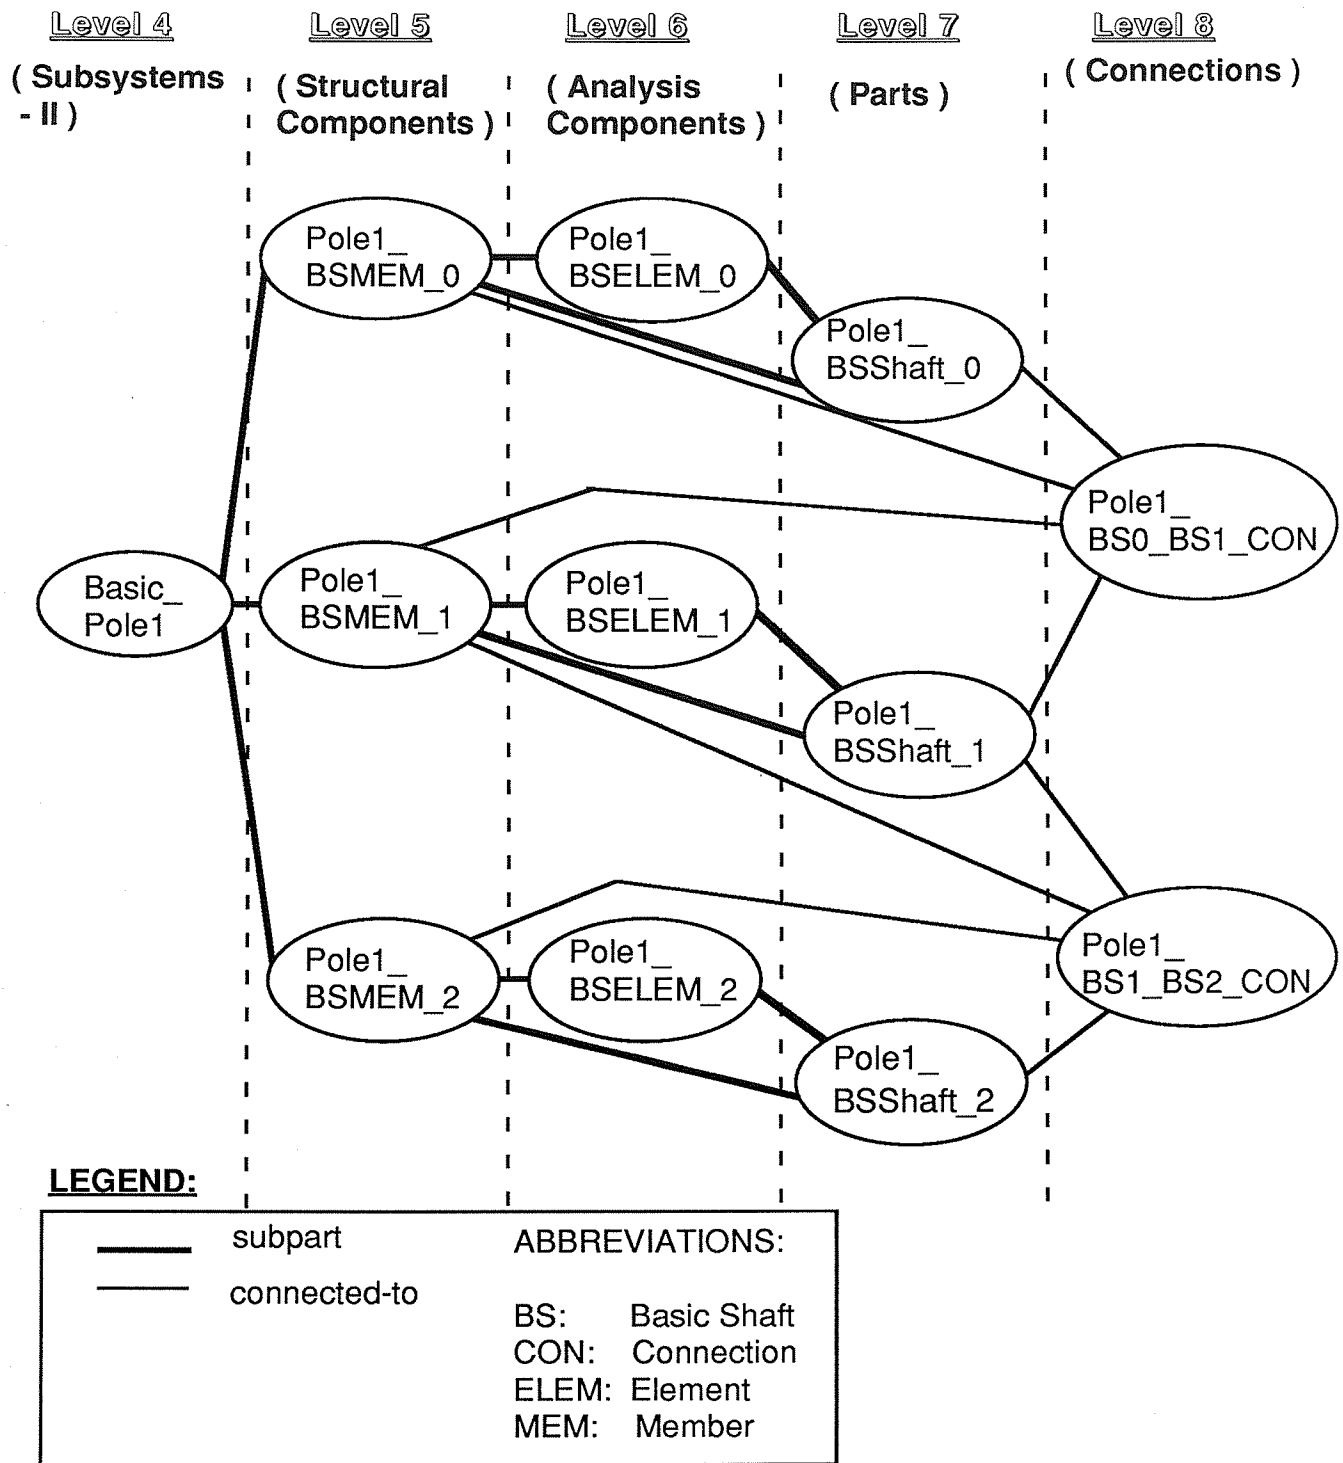 Level 4 Level 5 Level 6 Level 7 Level 8
( Subsystems
- II )
( Structural
Components )
( Analysis
Components )
( Parts )
( Connections )
Pole1_
BSMEM_0
Pole1_
BSELEM_0
Pole1_
BSShaft_0
Pole1_
BS0_BS1_CON
Basic_
Pole1
Pole1_
BSMEM_1
Pole1_
BSELEM_1
Pole1_
BSShaft_1
Pole1_
BSMEM_2
Pole1_
BSELEM_2
Pole1_
BS1_BS2_CON
Pole1_
BSShaft_2
LEGEND:
subpart
connected-to
ABBREVIATIONS:
BS: Basic Shaft
CON: Connection
ELEM: Element
MEM: Member